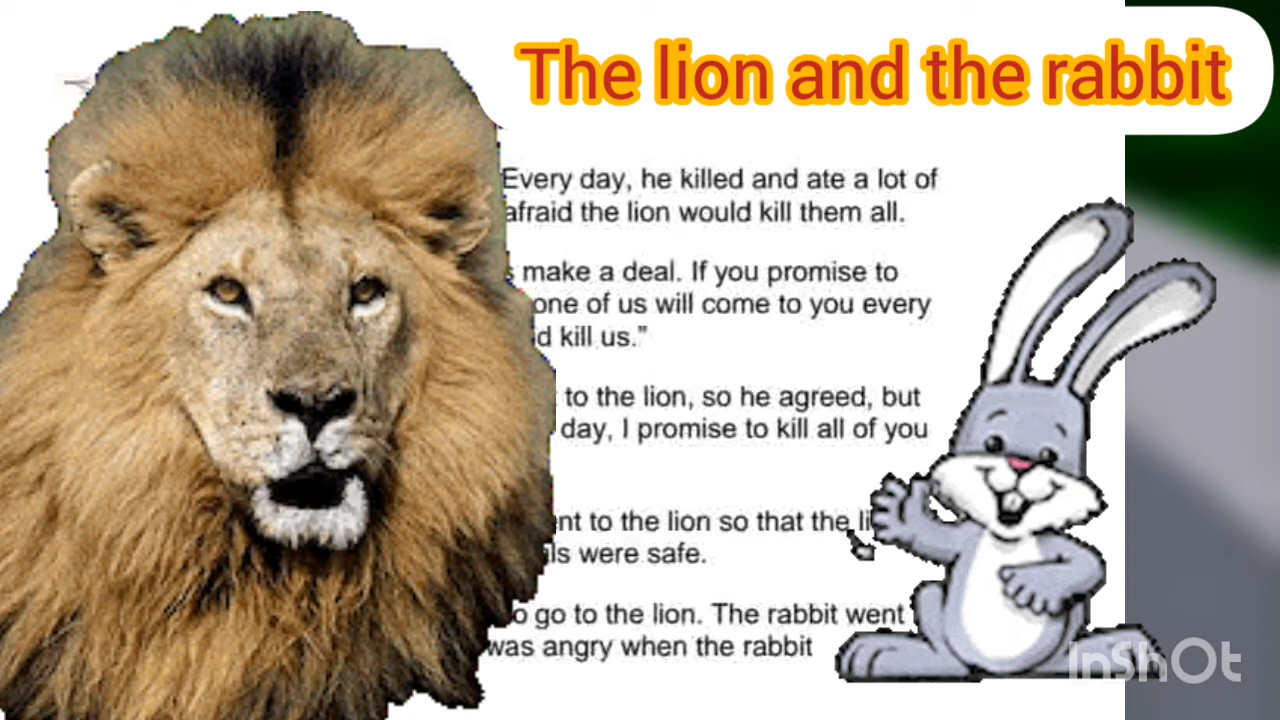 The lion and the rabbit
Every day, he killed and ate a lot of
afraid the lion would kill them all.
make a deal. If you promise to
one of us will come to you every
kill us."
to the lion, so he agreed, but
day, I promise to kill all of you
to the lion so that the
were safe.
go to the lion. The rabbit went
was angry when the rabbit
InShOt